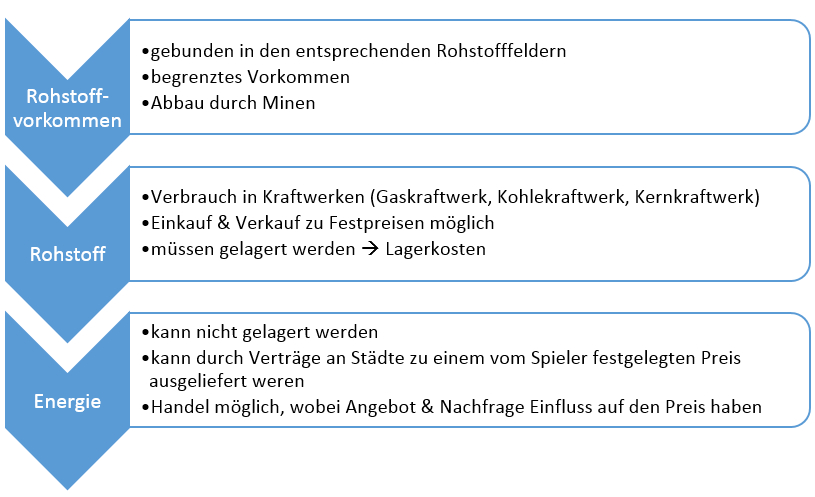 Rohstoff-
vorkommen
•gebunden in den entsprechenden Rohstofffeldern
•begrenztes Vorkommen
•Abbau durch Minen
Rohstoff
•Verbrauch in Kraftwerken (Gaskraftwerk, Kohlekraftwerk, Kernkraftwerk)
•Einkauf & Verkauf zu Festpreisen möglich
•müssen gelagert werden → Lagerkosten
Energie
•kann nicht gelagert werden
•kann durch Verträge an Städte zu einem vom Spieler festgelegten Preis
ausgeliefert weren
•Handel möglich, wobei Angebot & Nachfrage Einfluss auf den Preis haben